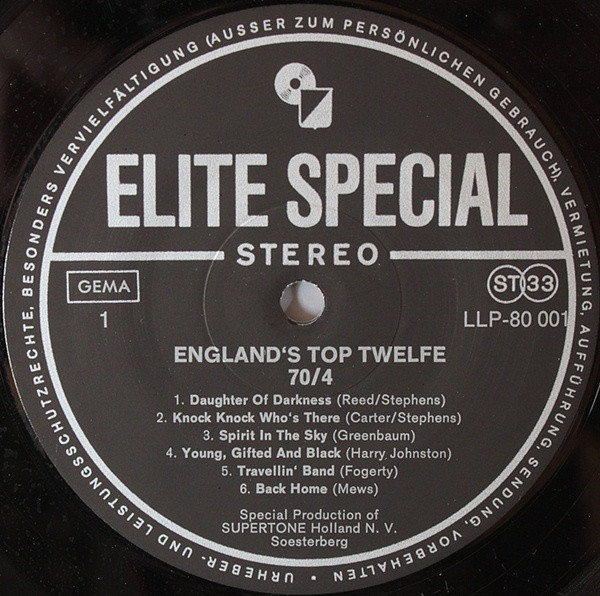 URHEBER- UND LEISTUNGSSCHUTZRECHTE, BESONDERS VERVIELFÄLTIGUNG (AUSSER ZUM PERSÖNLICHEN GEBRAUCH), VERMIETUNG, AUFFÜHRUNG, SENDUNG, VORBEHALTEN •
ELITE SPECIAL
STEREO
GEMA
ST 33
1
LLP-80 001
ENGLAND'S TOP TWELFE
70/4
1. Daughter Of Darkness (Reed/Stephens)
2. Knock Knock Who's There (Carter/Stephens)
3. Spirit In The Sky (Greenbaum)
4. Young, Gifted And Black (Harry Johnston)
5. Travellin' Band (Fogerty)
6. Back Home (Mews)
Special Production of
SUPERTONE Holland N. V.
Soesterberg